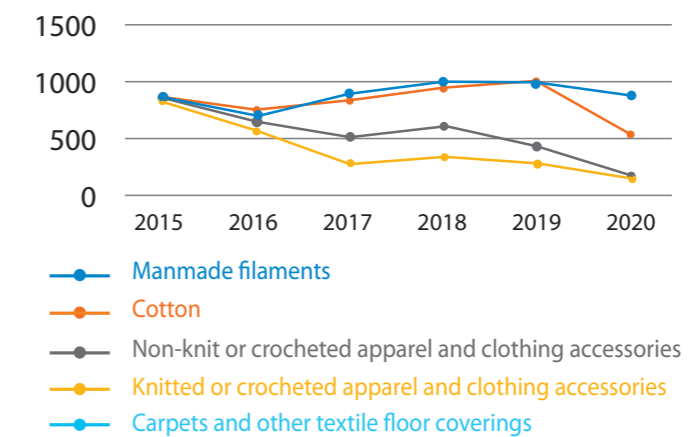 1500
1000
500
0
2015 2016 2017 2018 2019 2020
Manmade filaments
Cotton
Non-knit or crocheted apparel and clothing accessories
Knitted or crocheted apparel and clothing accessories
Carpets and other textile floor coverings